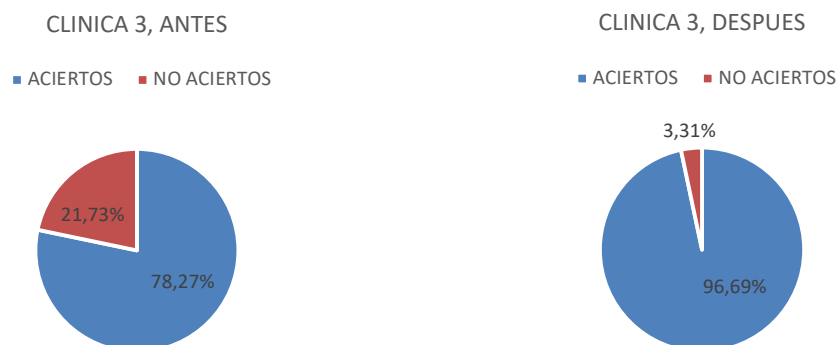 CLINICA 3, ANTES
ACIERTOS NO ACIERTOS
21,73%
78,27%
CLINICA 3, DESPUES
ACIERTOS NO ACIERTOS
3,31%
96,69%